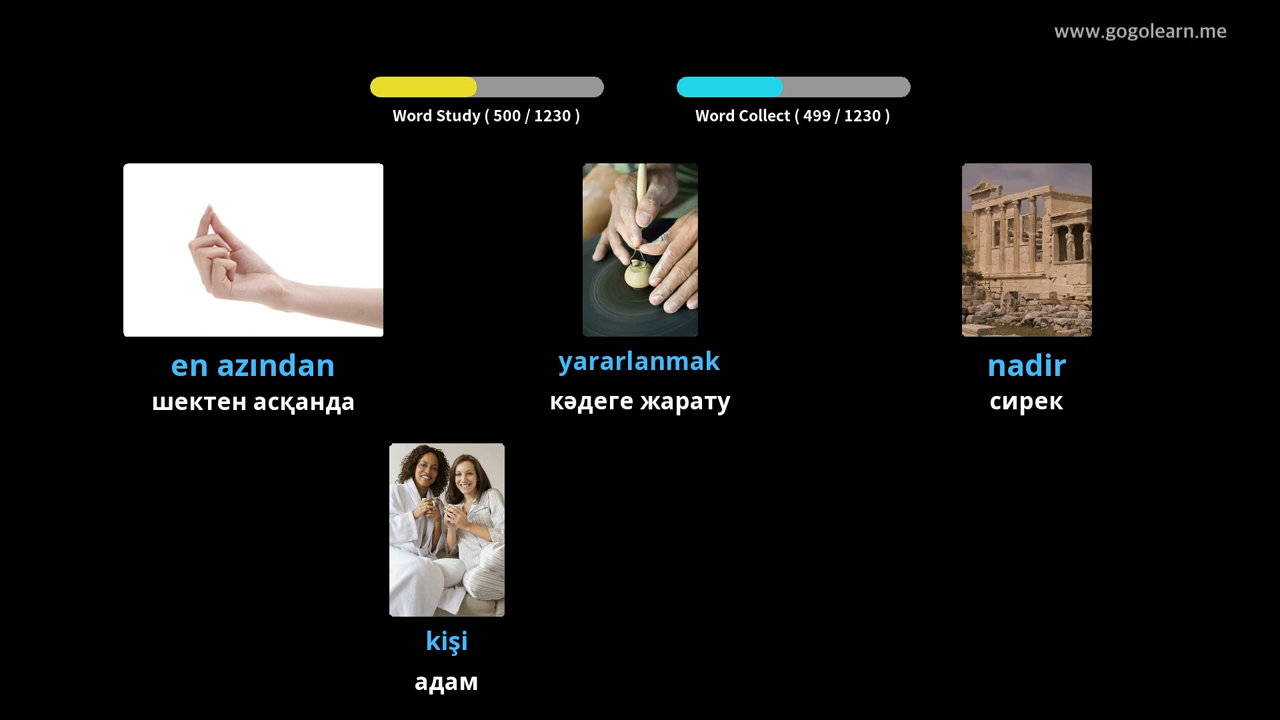 www.gogolearn.me
Word Study ( 500 / 1230 )
Word Collect ( 499 / 1230 )
en azından
шектен асқанда
yararlanmak
кәдеге жарату
nadir
сирек
kişi
адам